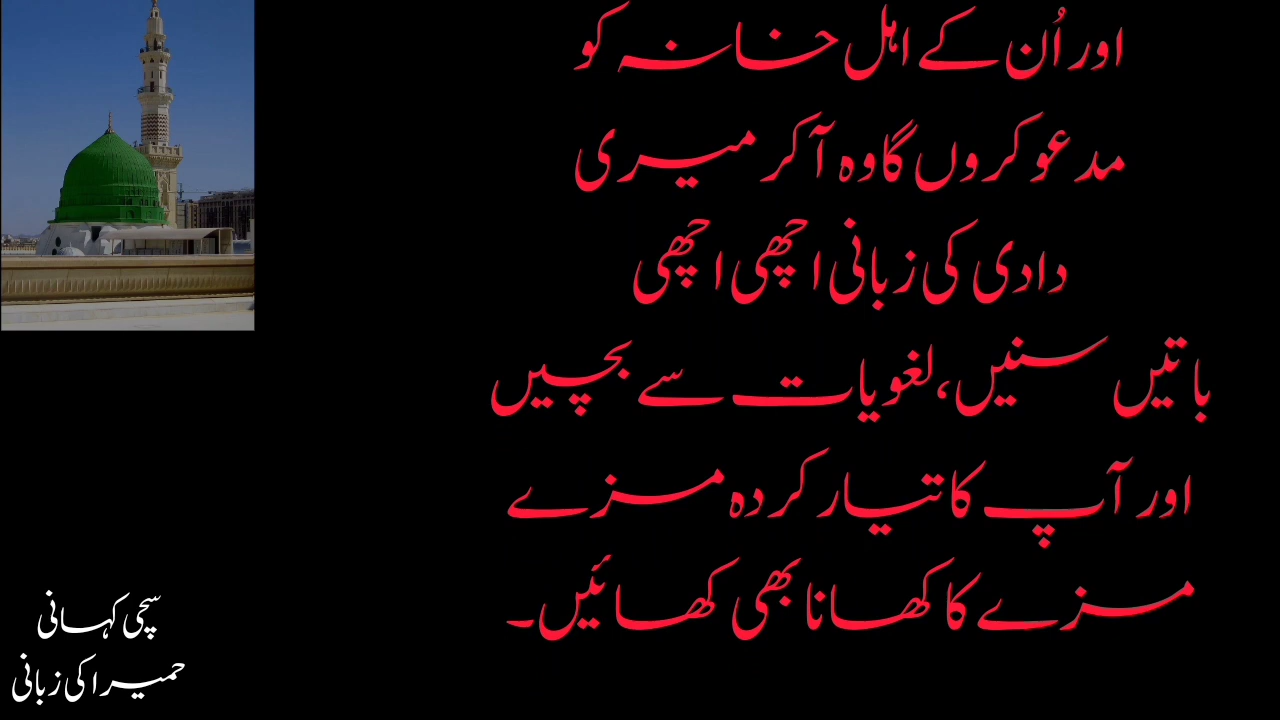 اور اُن کے اہل خانہ کو
مدعو کروں گا وہ آ کر میری
دادی کی زبانی اچھی اچھی
باتیں سنیں، لغویات سے بچیں
اور آپ کا تیار کردہ مزے
مزے کا کھانا بھی کھائیں۔
سچی کہانی
حمیرا کی زبانی